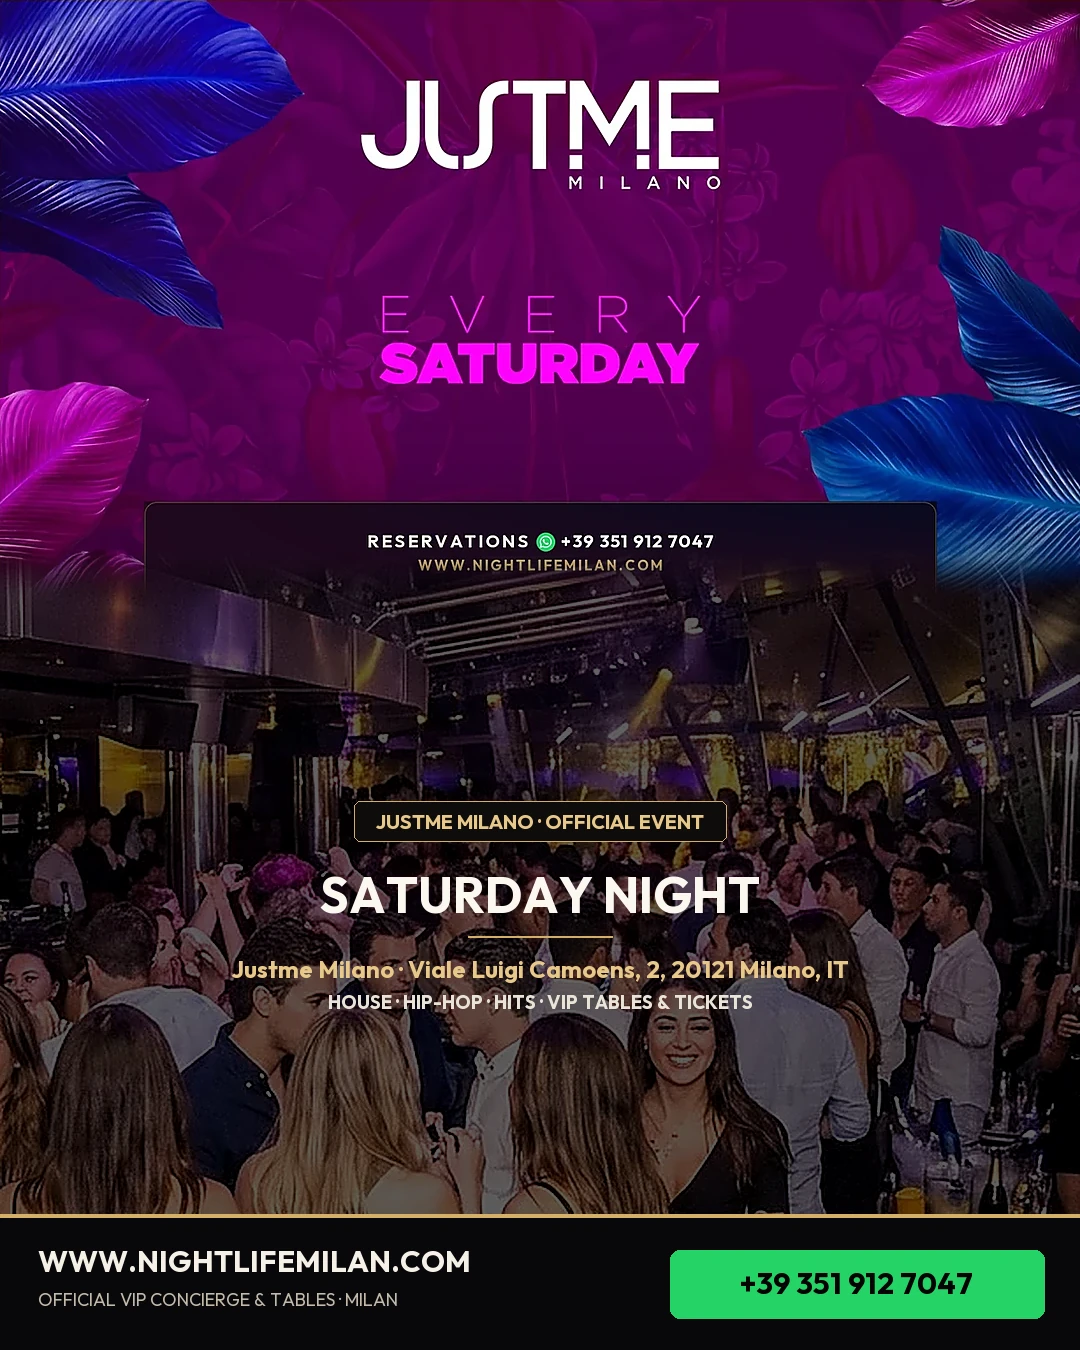 JUSTME
MILANO
EVERY
SATURDAY
RESERVATIONS +39 351 912 7047
WWW.NIGHTLIFEMILAN.COM
JUSTME MILANO · OFFICIAL EVENT
SATURDAY NIGHT
Justme Milano · Viale Luigi Camoens, 2, 20121 Milano, IT
HOUSE · HIP-HOP · HITS · VIP TABLES & TICKETS
WWW.NIGHTLIFEMILAN.COM
OFFICIAL VIP CONCIERGE & TABLES · MILAN
+39 351 912 7047